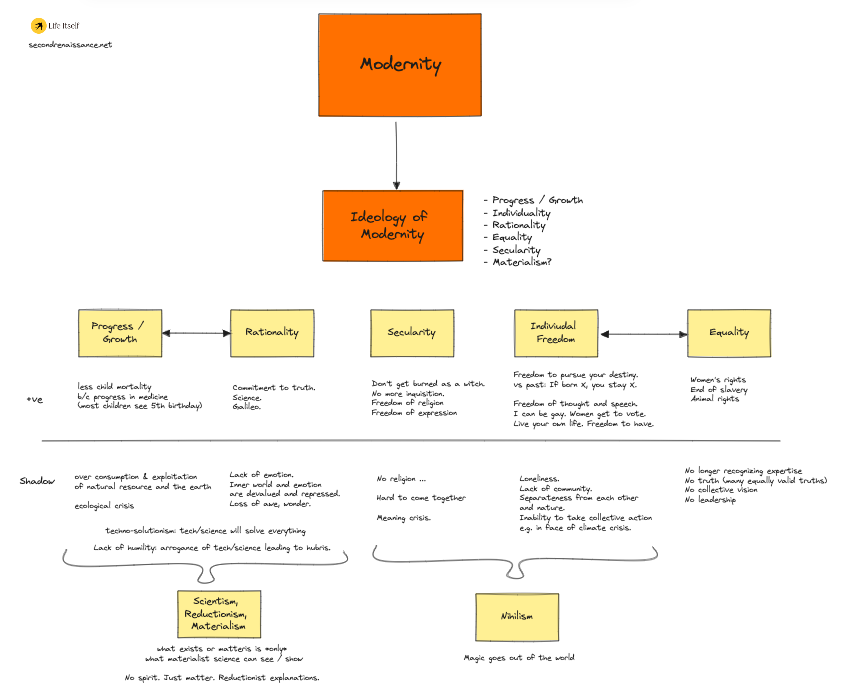 Life Itself
secondrenaissance.net
Modernity
Ideology of
Modernity
- Progress / Growth
- Individuality
- Rationality
- Equality
- Secularity
- Materialism?
Progress /
Growth
Rationality
Secularity
Indiviudal
Freedom
Equality
+ve
less child mortality
b/c progress in medicine
(most children see 5th birthday)
Commitment to truth.
Science.
Galileo.
Don't get burned as a witch.
No more inquisition.
Freedom of religion
Freedom of expression
Freedom to pursue your destiny.
vs past: If born X, you stay X.
Freedom of thought and speech.
I can be gay. Women get to vote.
Live your own life. Freedom to have.
Women's rights
End of slavery
Animal rights
Shadow
over consumption & exploitation
of natural resource and the earth
ecological crisis
Lack of emotion.
Inner world and emotion
are devalued and repressed.
Loss of awe, wonder.
techno-solutionism: tech/science will solve everything
Lack of humility: arrogance of tech/science leading to hubris.
No religion ...
Hard to come together
Meaning crisis.
Loneliness.
Lack of community.
Separateness from each other
and nature.
Inability to take collective action
e.g. in face of climate crisis.
No longer recognizing expertise
No truth (many equally valid truths)
No collective vision
No leadership
Scientism,
Reductionism,
Materialism
what exists or matteris is *only*
what materialist science can see / show
No spirit. Just matter. Reductionist explanations.
Nihilism
Magic goes out of the world